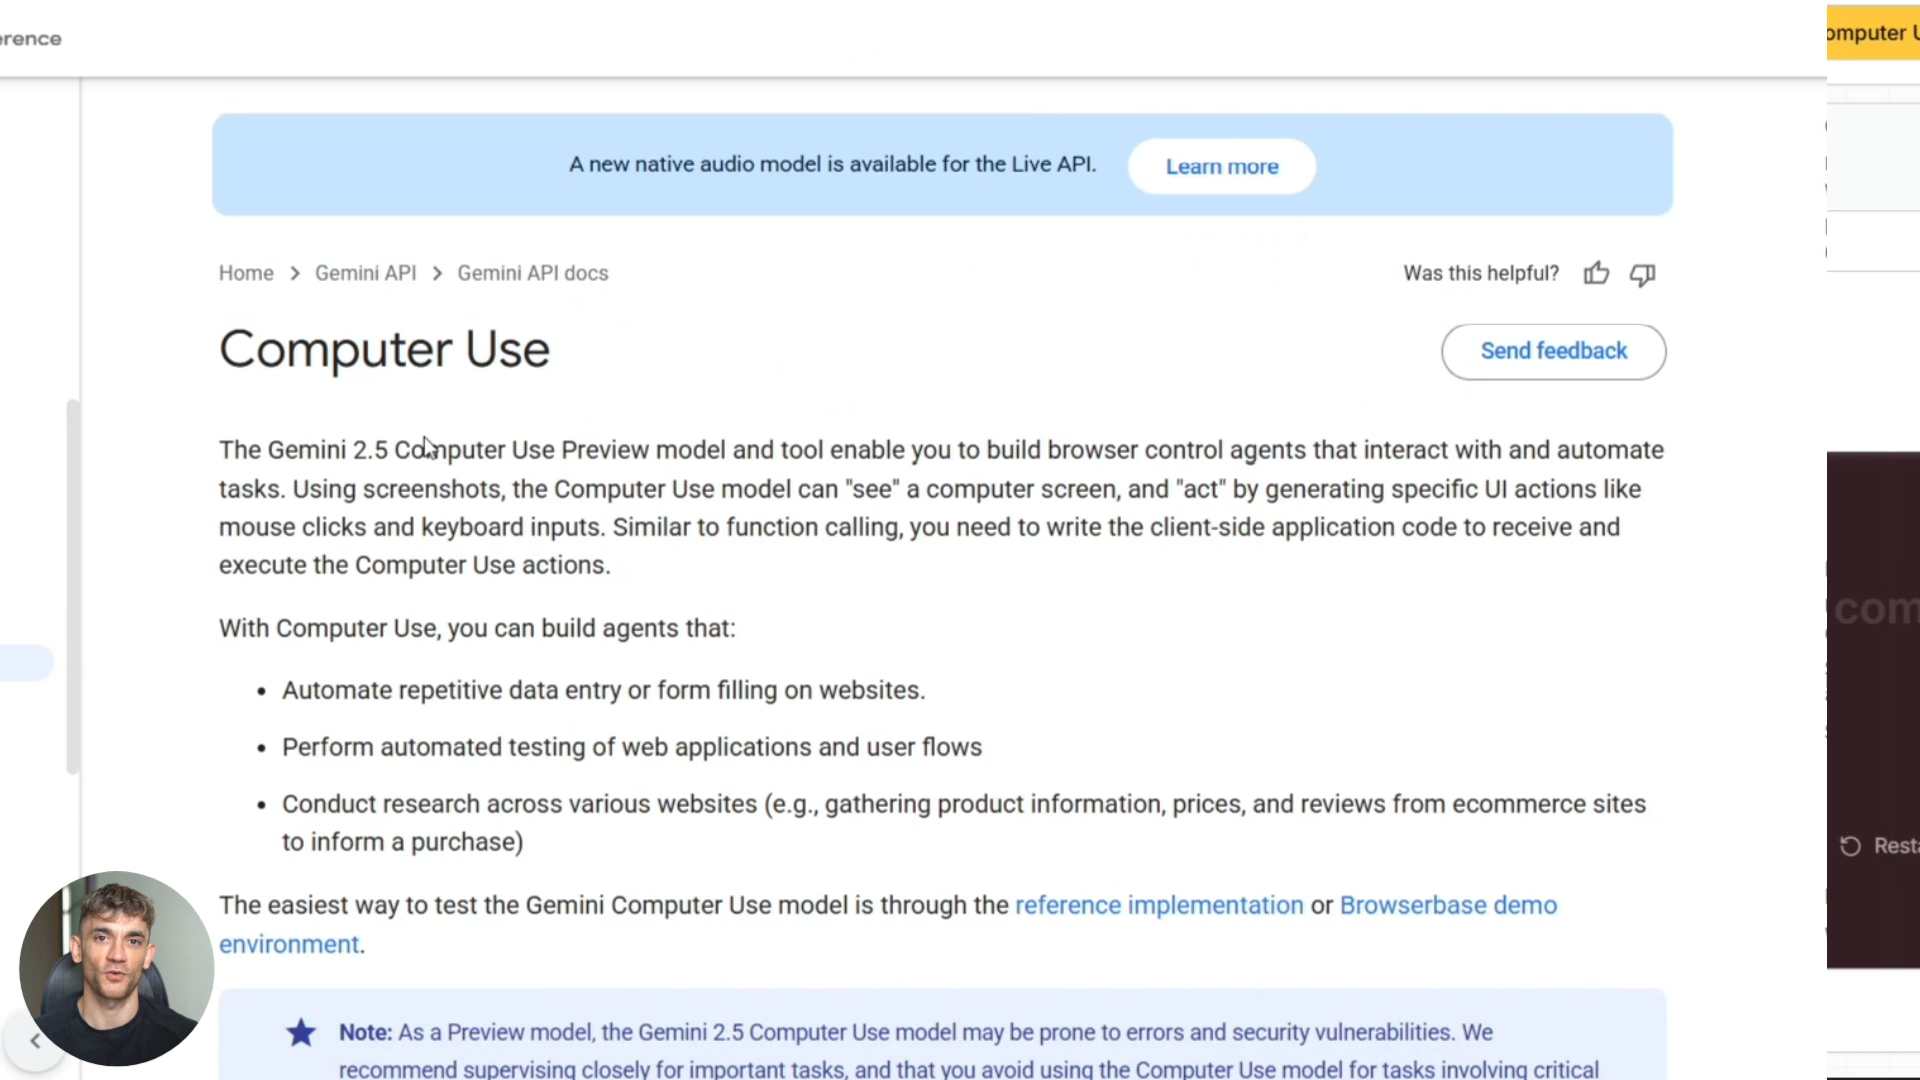 erence
omputer U
A new native audio model is available for the Live API.
Learn more
Home > Gemini API > Gemini API docs
Was this helpful?
Computer Use
Send feedback
The Gemini 2.5 Computer Use Preview model and tool enable you to build browser control agents that interact with and automate
tasks. Using screenshots, the Computer Use model can "see" a computer screen, and "act" by generating specific UI actions like
mouse clicks and keyboard inputs. Similar to function calling, you need to write the client-side application code to receive and
execute the Computer Use actions.
With Computer Use, you can build agents that:
• Automate repetitive data entry or form filling on websites.
• Perform automated testing of web applications and user flows
• Conduct research across various websites (e.g., gathering product information, prices, and reviews from ecommerce sites
to inform a purchase)
The easiest way to test the Gemini Computer Use model is through the reference implementation or Browserbase demo
environment.
Note: As a Preview model, the Gemini 2.5 Computer Use model may be prone to errors and security vulnerabilities. We
recommend supervising closely for important tasks, and that you avoid using the Computer Use model for tasks involving critical
com
Resta